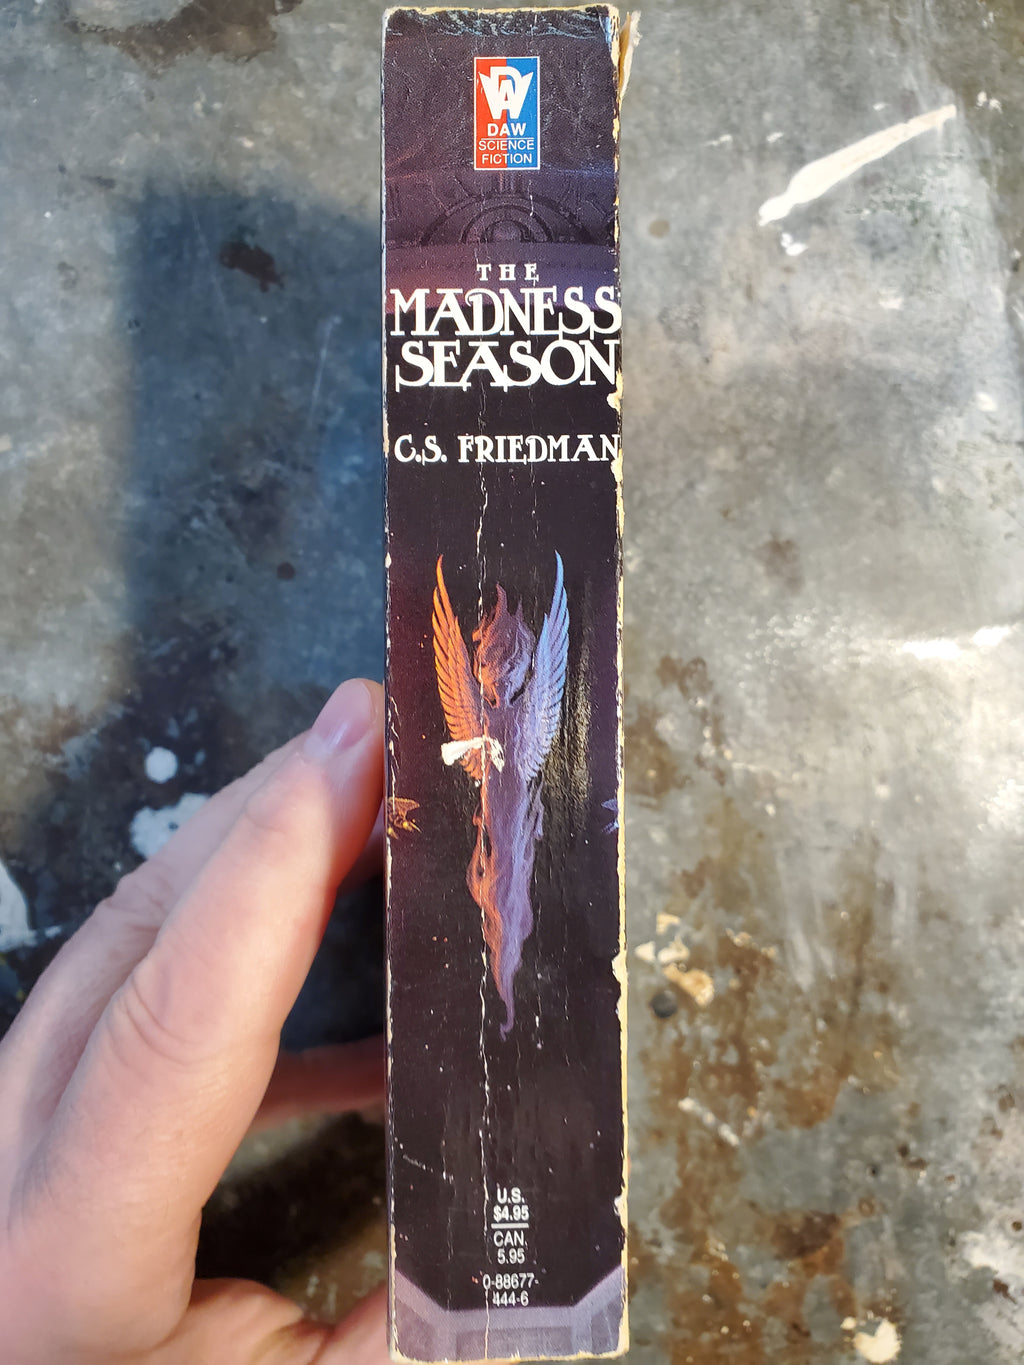 DAW
SCIENCE
FICTION
THE
MADNESS
SEASON
C.S. FRIEDMAN
U.S.
$4.95
CAN.
5.95
0-88677-
444-6